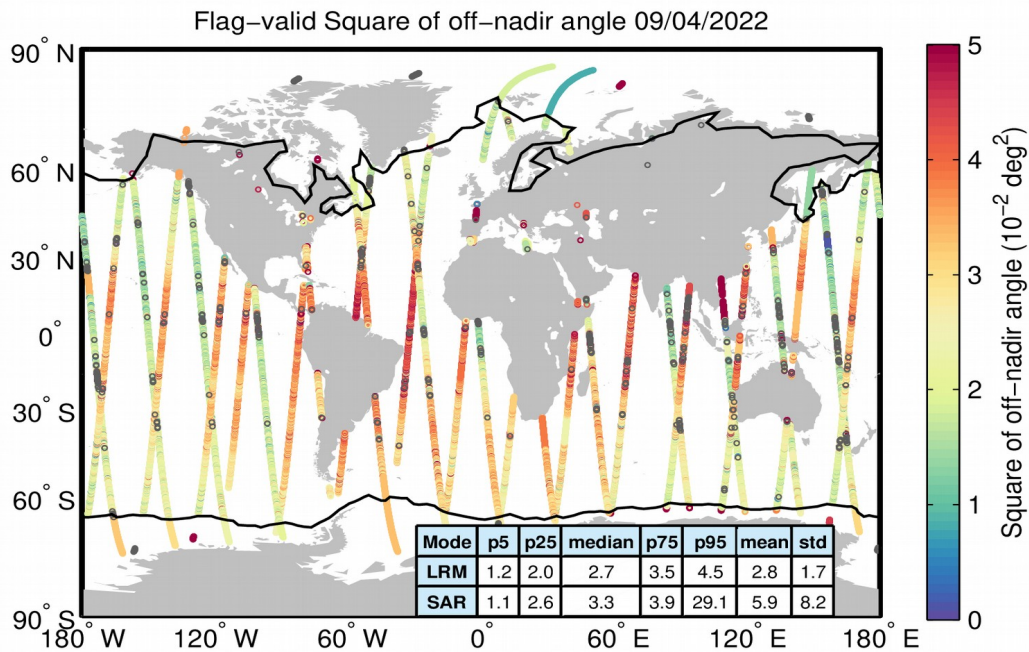 Flag−valid Square of off−nadir angle 09/04/2022
90° N
60° N
30° N
0°
30° S
60° S
90° S
180° W
120° W
60° W
0°
60° E
120° E
180° E
Mode p5 p25 median p75 p95 mean std
LRM 1.2 2.0 2.7 3.5 4.5 2.8 1.7
SAR 1.1 2.6 3.3 3.9 29.1 5.9 8.2
5
4
3
2
1
0
Square of off−nadir angle (10⁻² deg²)